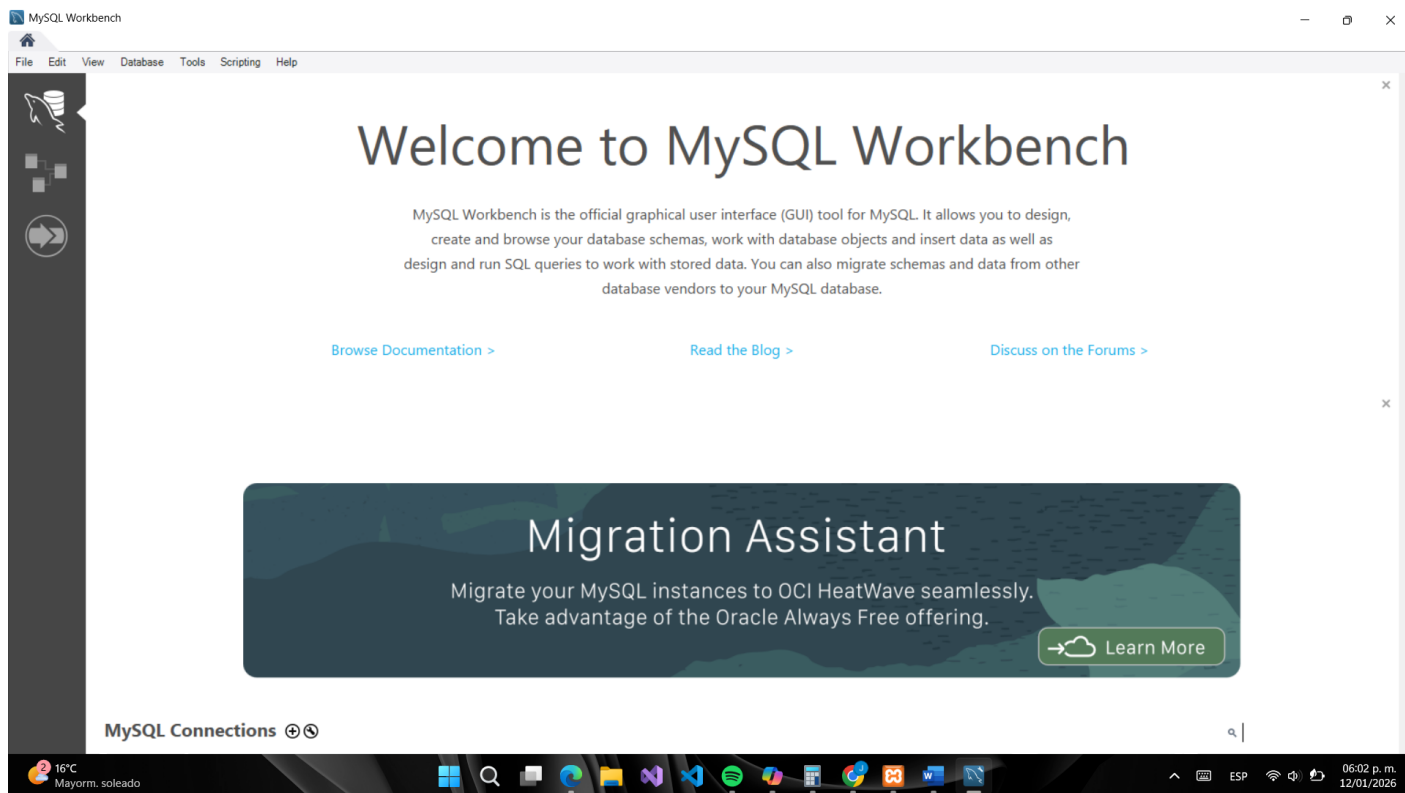 MySQL Workbench
File Edit View Database Tools Scripting Help
Welcome to MySQL Workbench
MySQL Workbench is the official graphical user interface (GUI) tool for MySQL. It allows you to design,
create and browse your database schemas, work with database objects and insert data as well as
design and run SQL queries to work with stored data. You can also migrate schemas and data from other
database vendors to your MySQL database.
Browse Documentation > Read the Blog > Discuss on the Forums >
Migration Assistant
Migrate your MySQL instances to OCI HeatWave seamlessly.
Take advantage of the Oracle Always Free offering.
Learn More
MySQL Connections
2 16°C
Mayorm. soleado
J
ESP
06:02 p. m.
12/01/2026